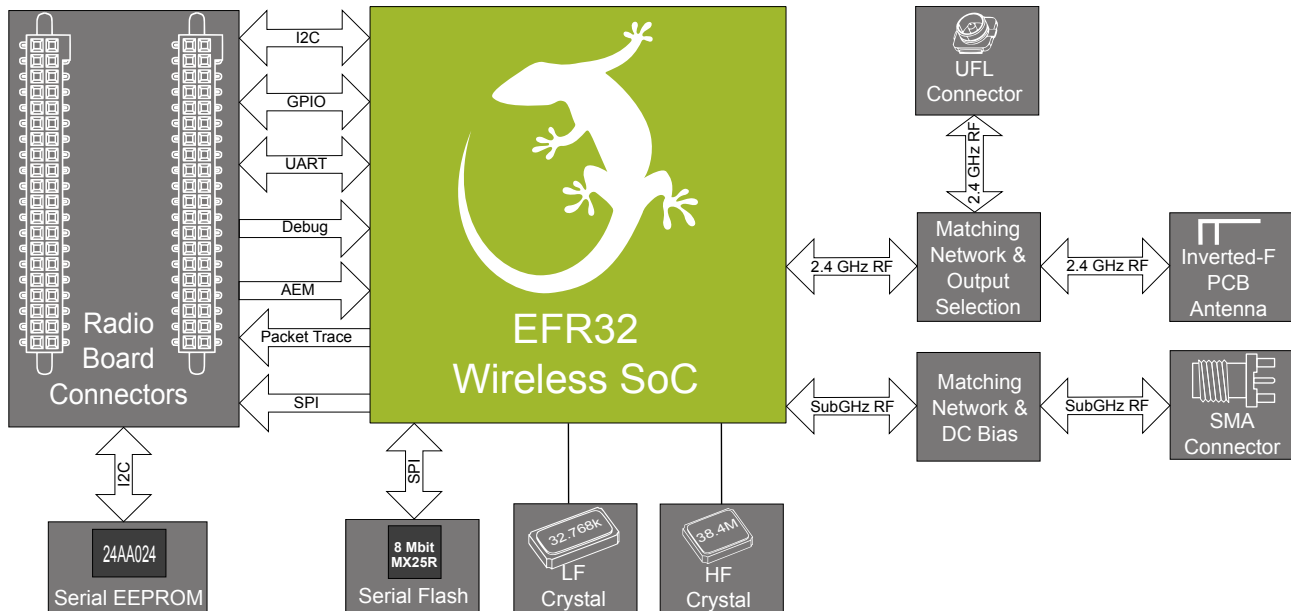 I2C
GPIO
UART
Debug
AEM
Packet Trace
SPI
Radio
Board
Connectors
EFR32
Wireless SoC
UFL
Connector
2.4 GHz RF
2.4 GHz RF
Matching
Network &
Output
Selection
2.4 GHz RF
Inverted-F
PCB
Antenna
SubGHz RF
Matching
Network &
DC Bias
SubGHz RF
SMA
Connector
I2C
24AA024
Serial EEPROM
SPI
8 Mbit
MX25R
Serial Flash
32.768k
LF
Crystal
38.4M
HF
Crystal